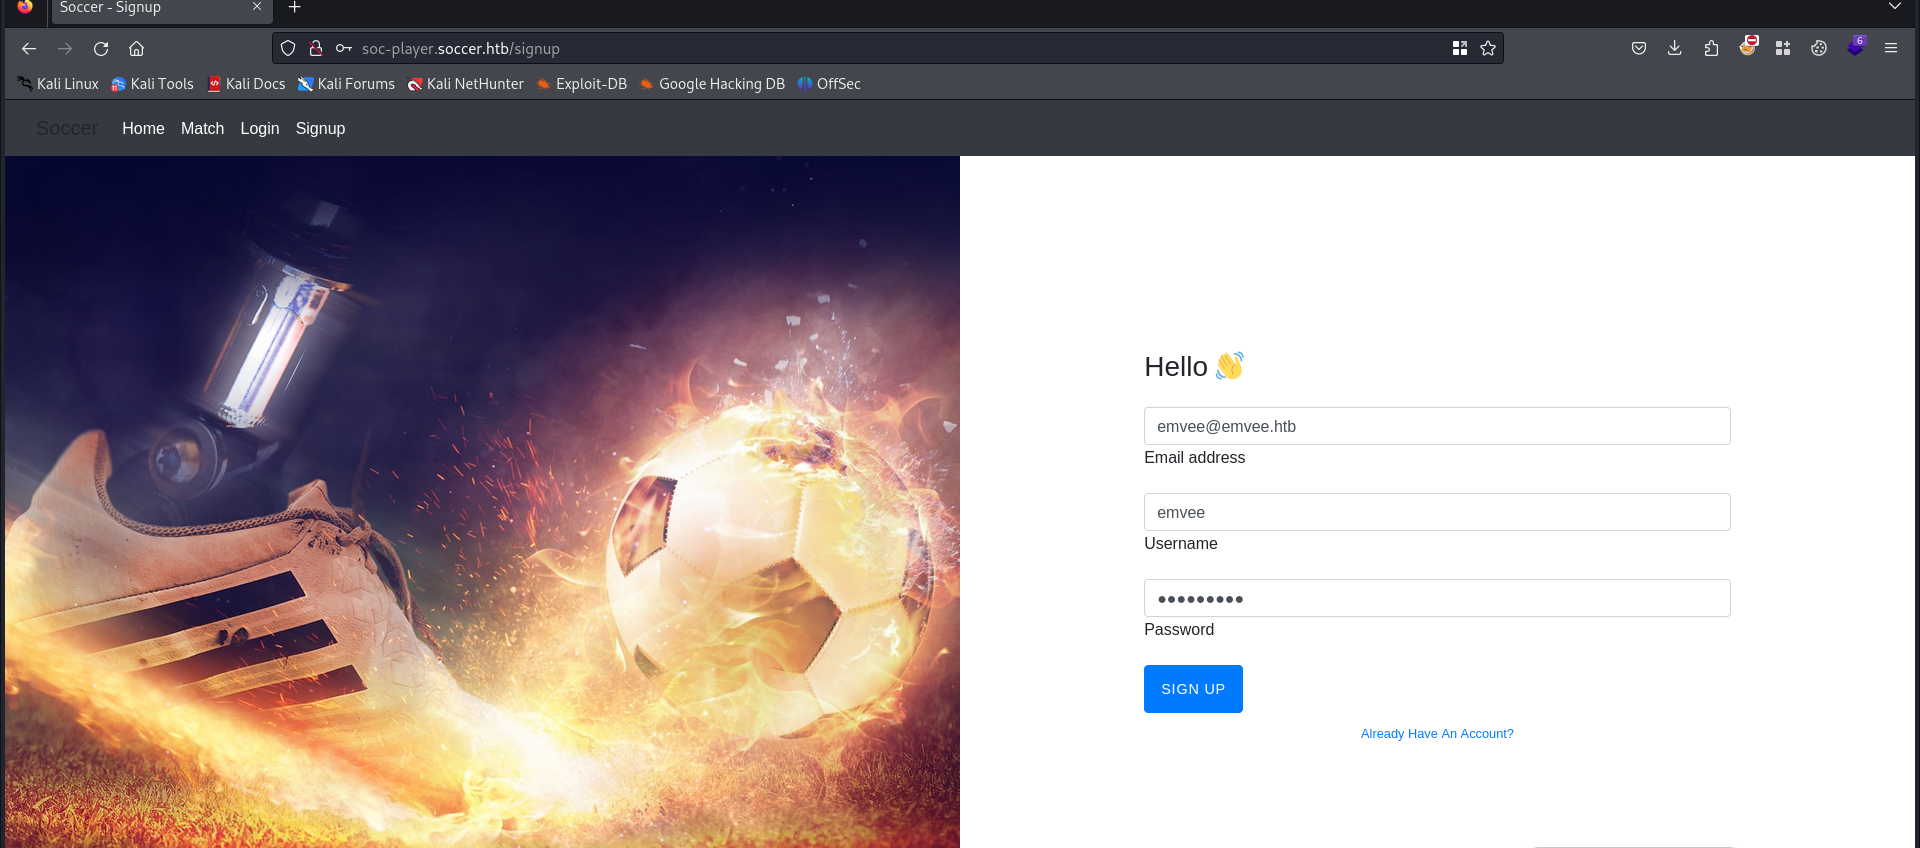 Soccer - Signup
soc-player.soccer.htb/signup
6
Kali Linux Kali Tools Kali Docs Kali Forums Kali NetHunter Exploit-DB Google Hacking DB OffSec
Soccer Home Match Login Signup
Hello 👋
emvee@emvee.htb
Email address
emvee
Username
●●●●●●●●●
Password
SIGN UP
Already Have An Account?